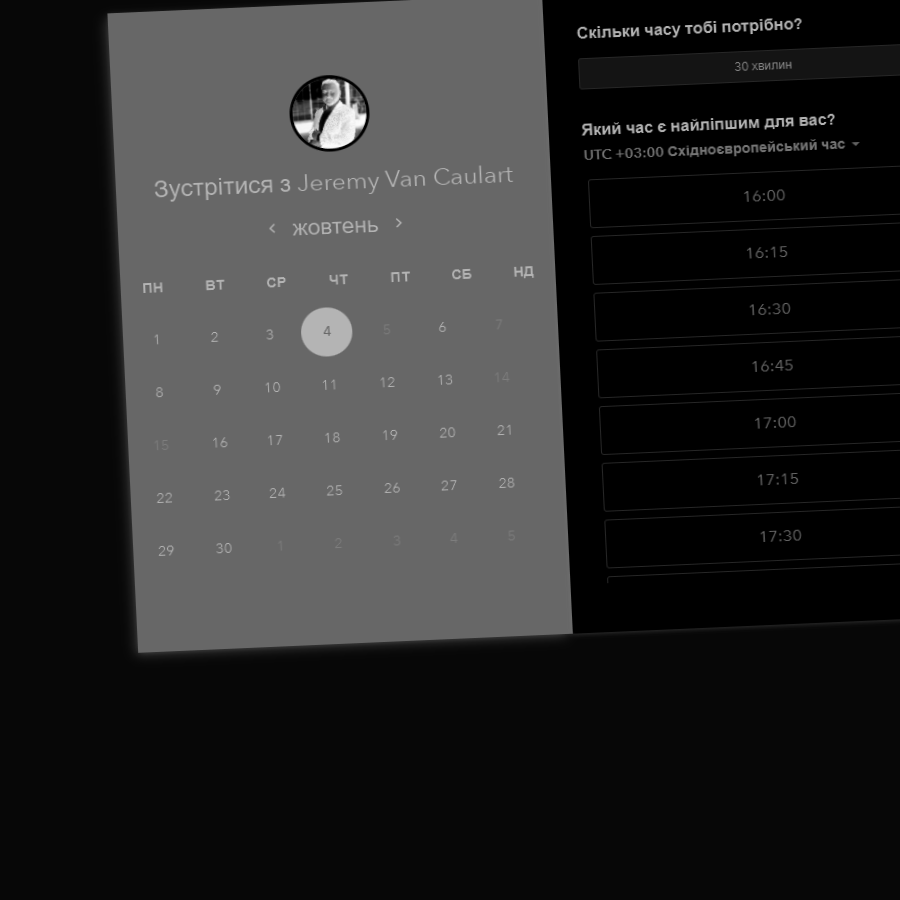 Зустрітися з Jeremy Van Caulart
жовтень
ПН ВТ СР ЧТ ПТ СБ НД
1 2 3 4 5 6 7
8 9 10 11 12 13 14
15 16 17 18 19 20 21
22 23 24 25 26 27 28
29 30 1 2 3 4 5
Скільки часу тобі потрібно?
30 хвилин
Який час є найліпшим для вас?
UTC +03:00 Східноєвропейський час
16:00
16:15
16:30
16:45
17:00
17:15
17:30